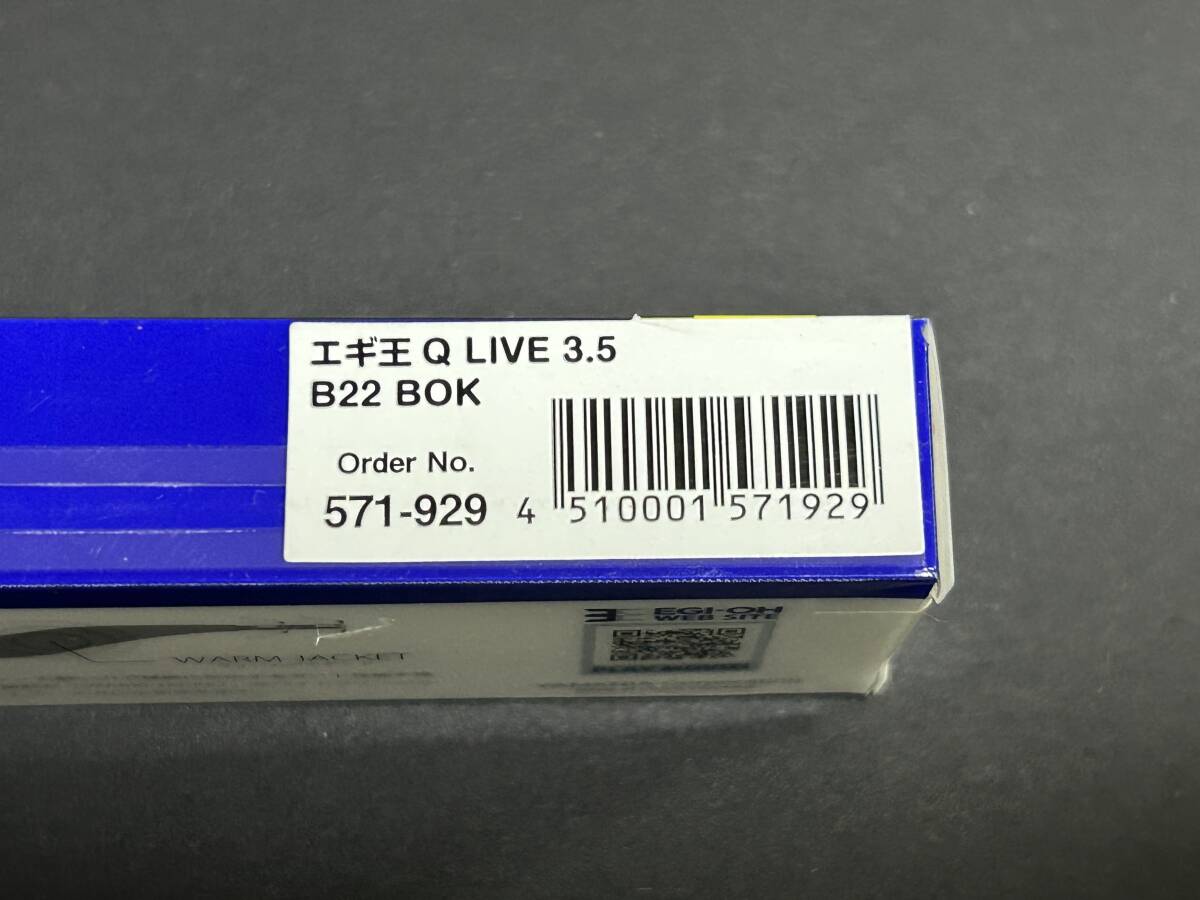 エギ王 Q LIVE 3.5
B22 BOK
Order No.
571-929
4 510001 571929
EGI-OH
WEB SITE
WARM JACKET